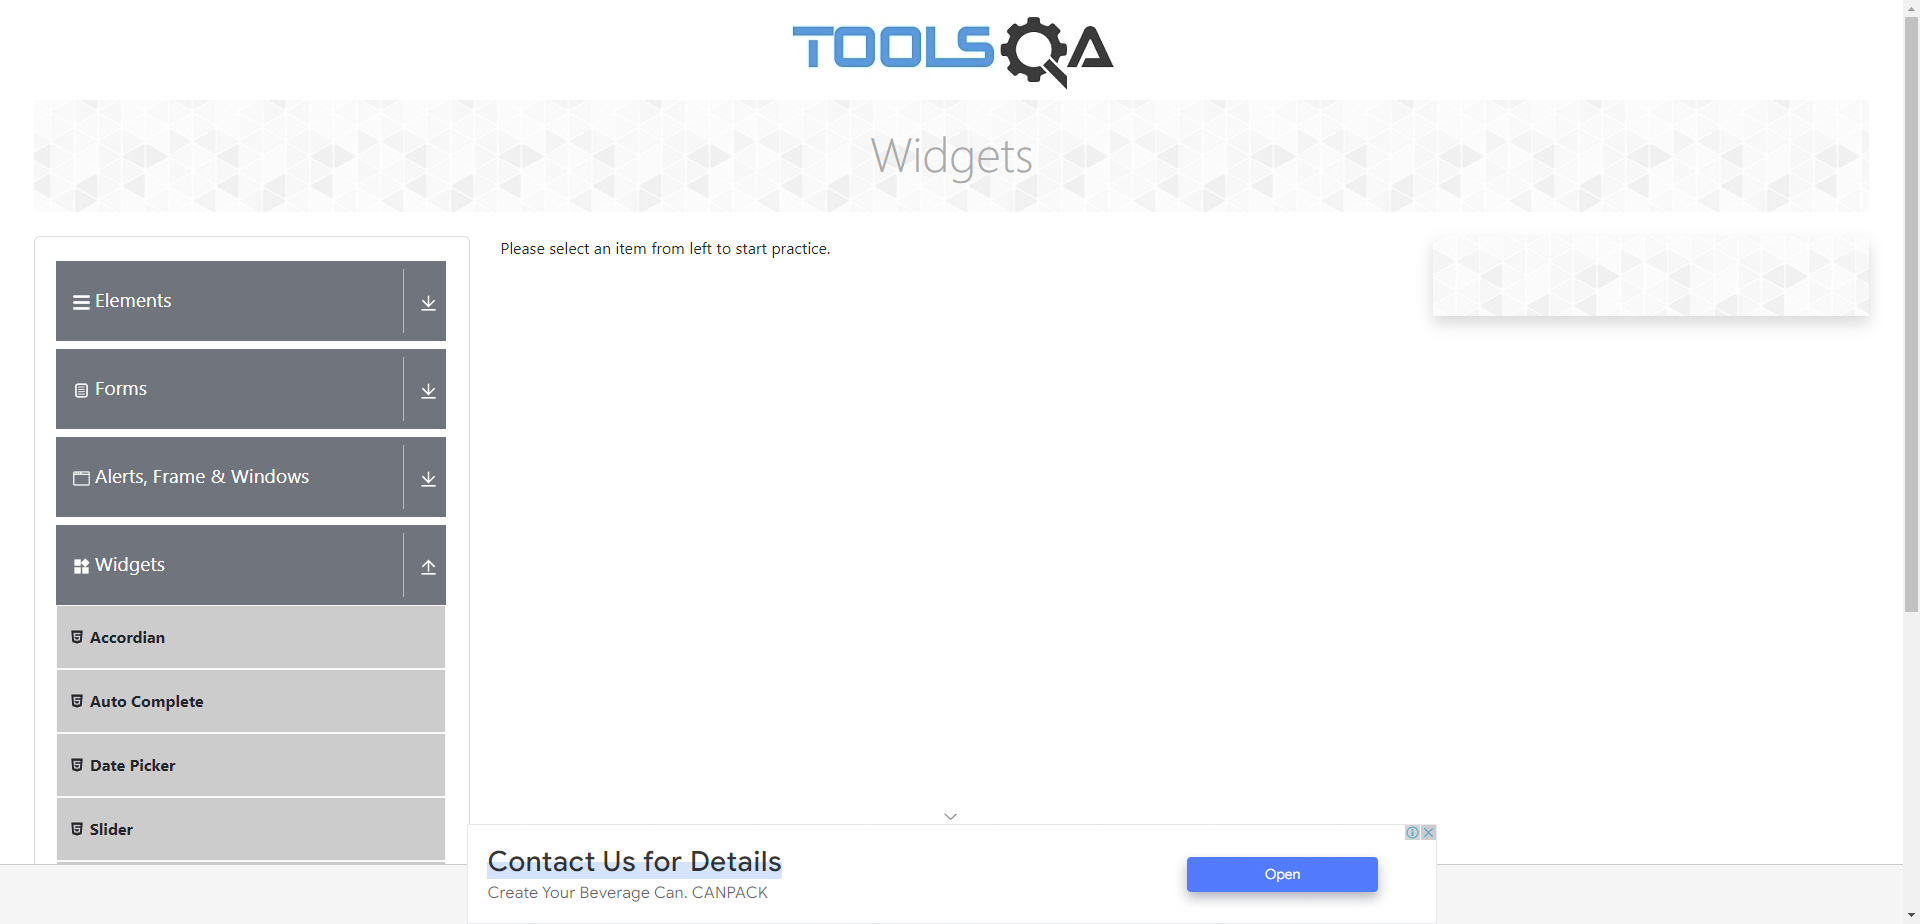 TOOLSQA
Widgets
Elements
Forms
Alerts, Frame & Windows
Widgets
Accordian
Auto Complete
Date Picker
Slider
Please select an item from left to start practice.
Contact Us for Details
Create Your Beverage Can. CANPACK
Open